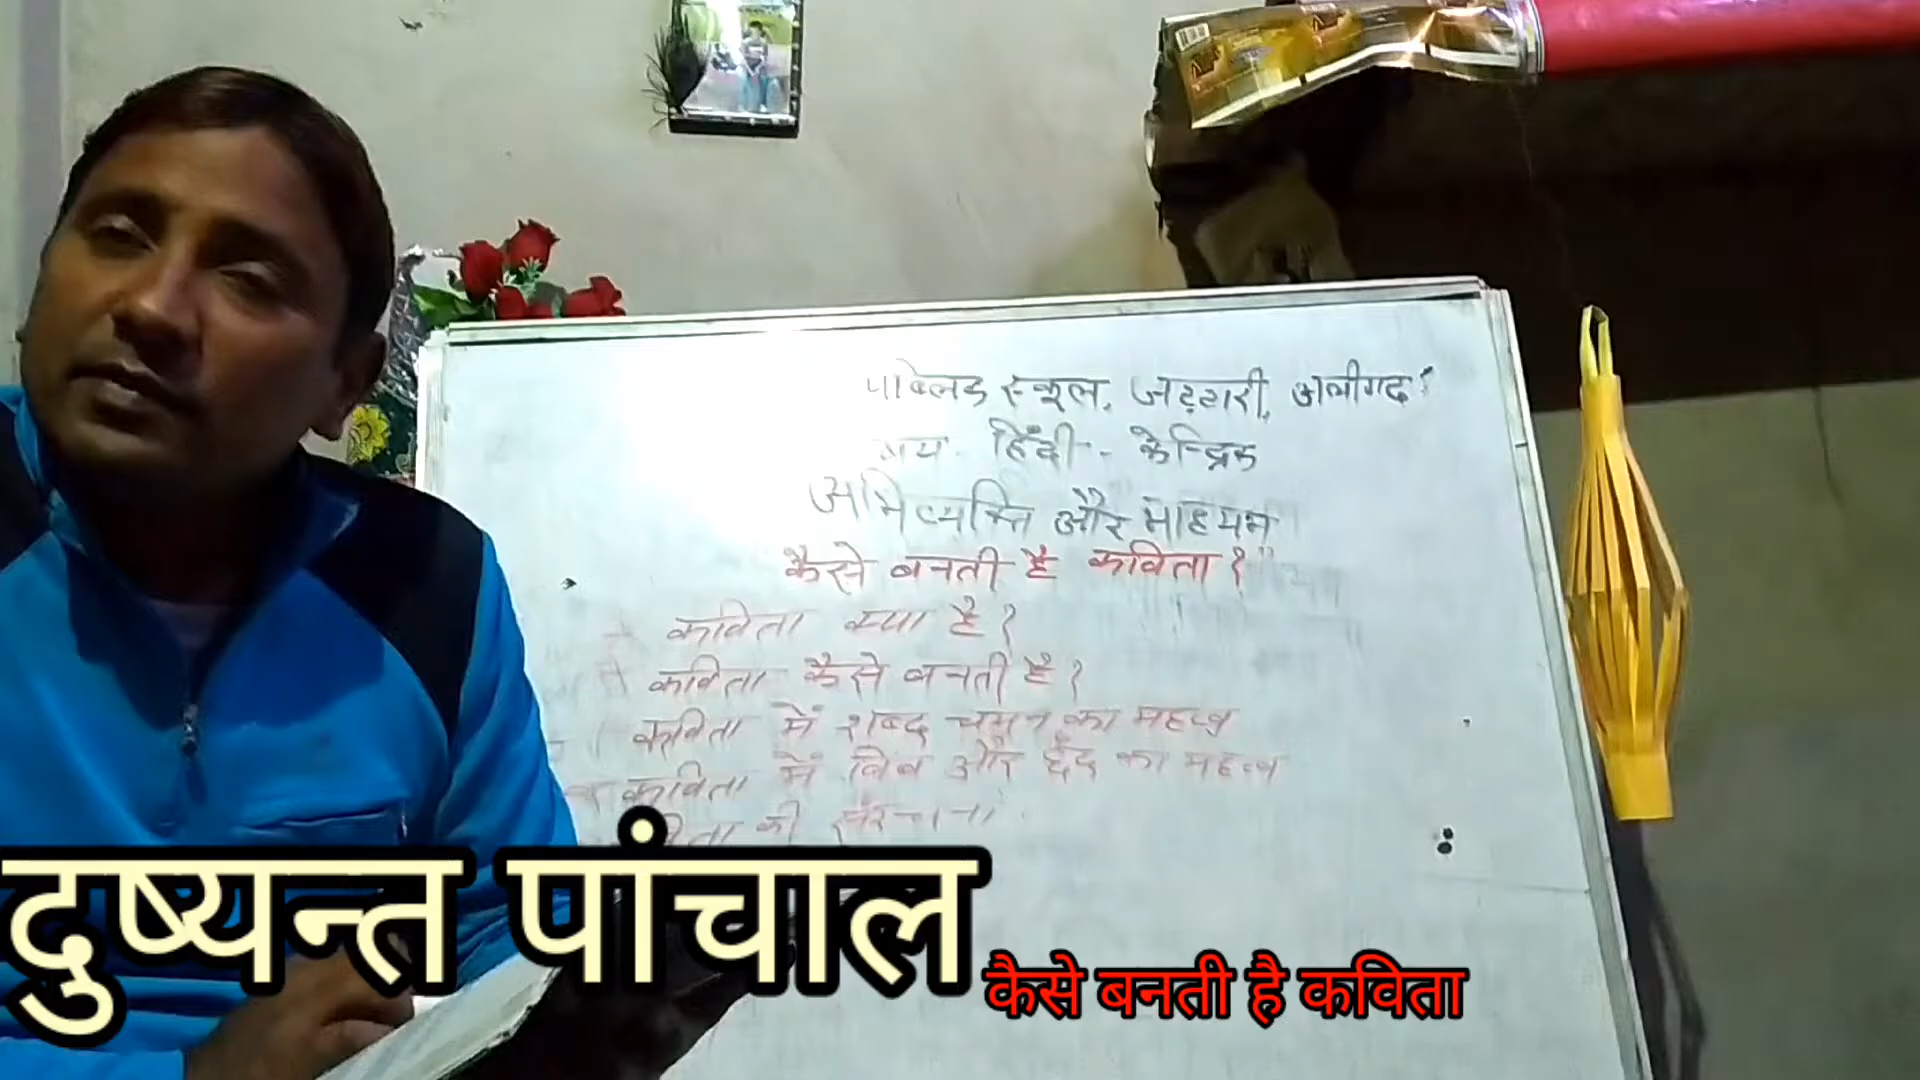 पब्लिक स्कूल, जट्टारी, अलीगढ़
हिंदी - केन्द्रिक
अभिव्यक्ति और माध्यम
कैसे बनती है कविता?"
कविता क्या है?
कविता कैसे बनती है?
कविता में शब्द चयन का महत्व
कविता में बिंब और छंद का महत्व
की संरचना
दुष्यन्त पांचाल
कैसे बनती है कविता